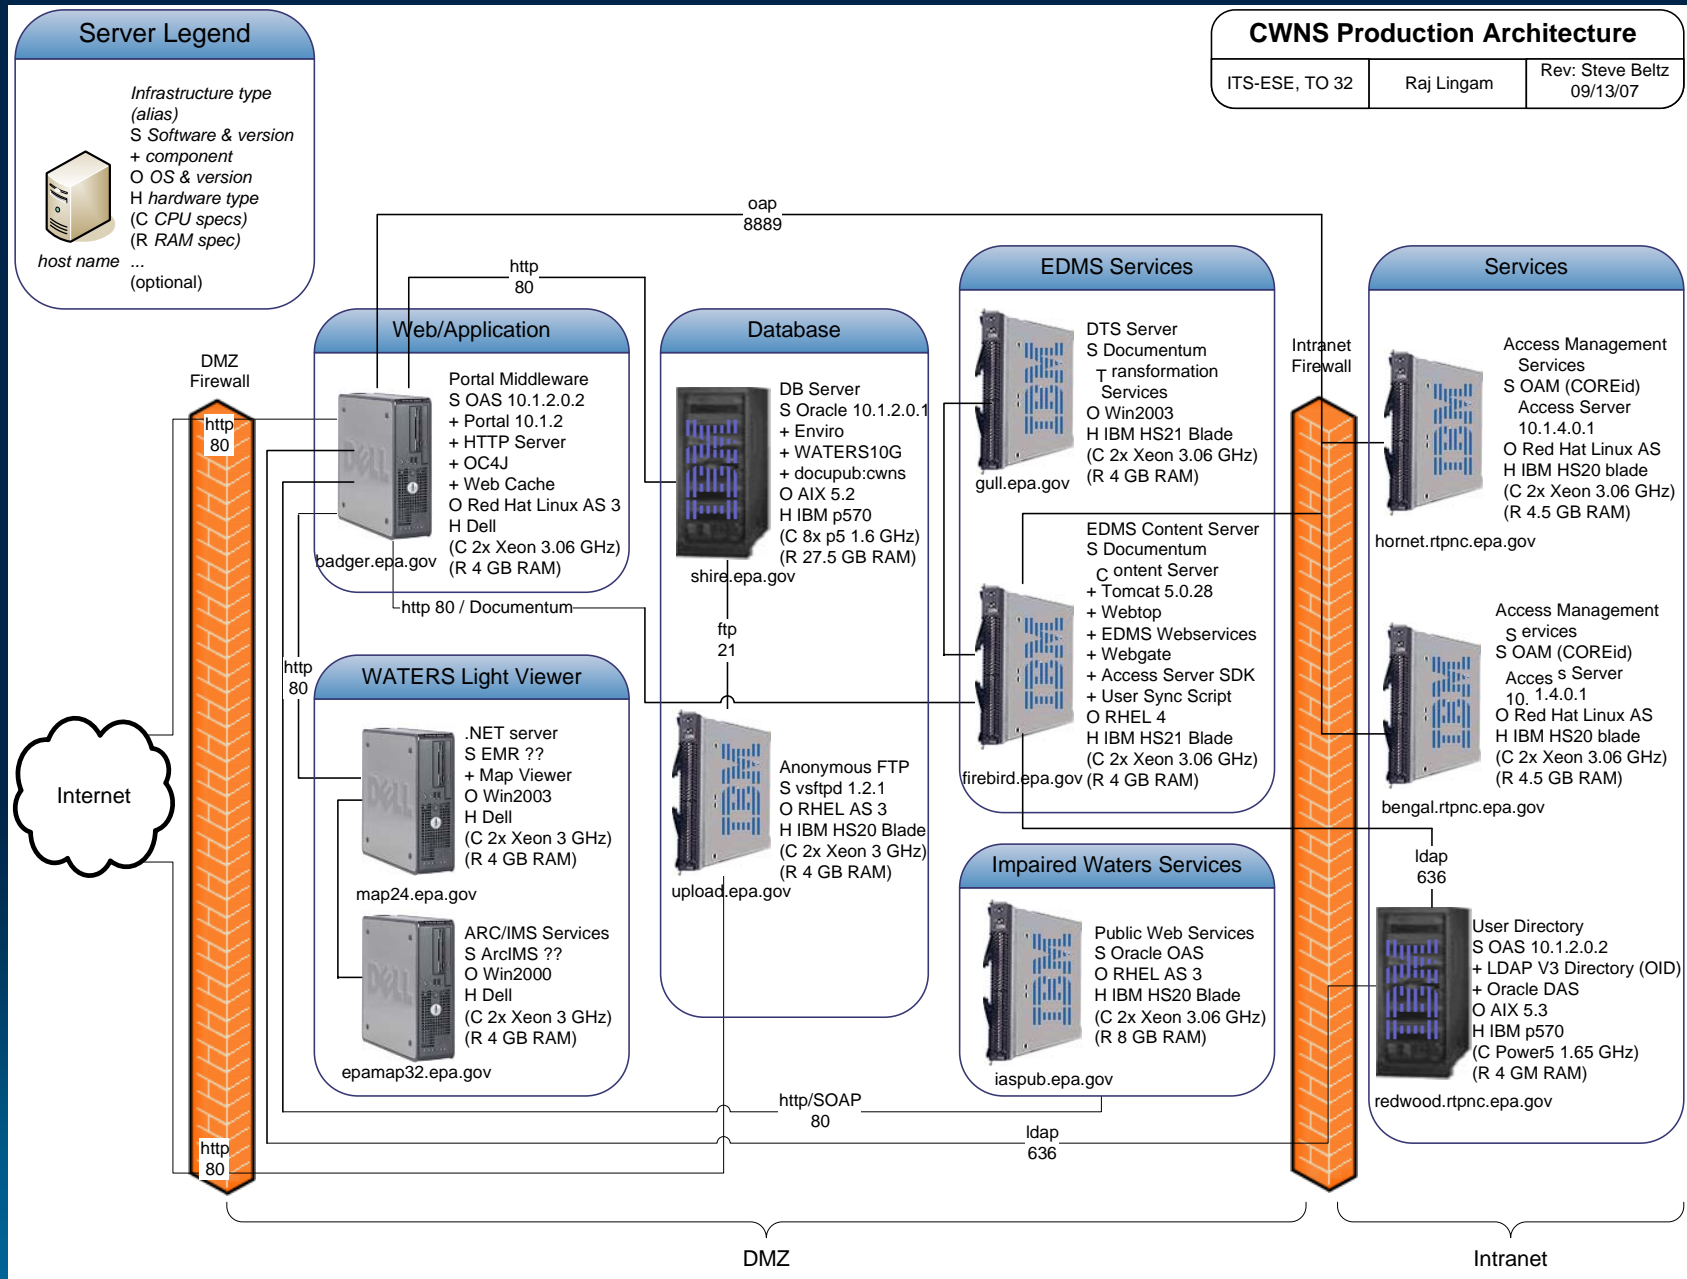 Server Legend
Infrastructure type
(alias)
S Software & version
+ component
O OS & version
H hardware type
(C CPU specs)
(R RAM spec)
...
(optional)
host name
CWNS Production Architecture
ITS-ESE, TO 32
Raj Lingam
Rev: Steve Beltz
09/13/07
oap
8889
http
80
DMZ
Firewall
http
80
Internet
http
80
Web/Application
Portal Middleware
S OAS 10.1.2.0.2
+ Portal 10.1.2
+ HTTP Server
+ OC4J
+ Web Cache
O Red Hat Linux AS 3
H Dell
(C 2x Xeon 3.06 GHz)
(R 4 GB RAM)
DELL
badger.epa.gov
http 80 / Documentum
http
80
WATERS Light Viewer
.NET server
S EMR ??
+ Map Viewer
O Win2003
H Dell
(C 2x Xeon 3 GHz)
(R 4 GB RAM)
DELL
map24.epa.gov
ARC/IMS Services
S ArcIMS ??
O Win2000
H Dell
(C 2x Xeon 3 GHz)
(R 4 GB RAM)
DELL
epamap32.epa.gov
Database
DB Server
S Oracle 10.1.2.0.1
+ Enviro
+ WATERS10G
+ docupub:cwns
O AIX 5.2
H IBM p570
(C 8x p5 1.6 GHz)
(R 27.5 GB RAM)
IBM
shire.epa.gov
ftp
21
Anonymous FTP
S vsftpd 1.2.1
O RHEL AS 3
H IBM HS20 Blade
(C 2x Xeon 3 GHz)
(R 4 GB RAM)
IBM
upload.epa.gov
EDMS Services
DTS Server
S Documentum
Transformation
Services
O Win2003
H IBM HS21 Blade
(C 2x Xeon 3.06 GHz)
(R 4 GB RAM)
IBM
gull.epa.gov
EDMS Content Server
S Documentum
Content Server
+ Tomcat 5.0.28
+ Webtop
+ EDMS Webservices
+ Webgate
+ Access Server SDK
+ User Sync Script
O RHEL 4
H IBM HS21 Blade
(C 2x Xeon 3.06 GHz)
(R 4 GB RAM)
IBM
firebird.epa.gov
Impaired Waters Services
Public Web Services
S Oracle OAS
O RHEL AS 3
H IBM HS20 Blade
(C 2x Xeon 3.06 GHz)
(R 8 GB RAM)
IBM
iaspub.epa.gov
http/SOAP
80
ldap
636
Intranet
Firewall
Services
Access Management
Services
S OAM (COREid)
Access Server
10.1.4.0.1
O Red Hat Linux AS
H IBM HS20 blade
(C 2x Xeon 3.06 GHz)
(R 4.5 GB RAM)
IBM
hornet.rtpnc.epa.gov
Access Management
Services
S OAM (COREid)
Access Server
10.1.4.0.1
O Red Hat Linux AS
H IBM HS20 blade
(C 2x Xeon 3.06 GHz)
(R 4.5 GB RAM)
IBM
bengal.rtpnc.epa.gov
ldap
636
User Directory
S OAS 10.1.2.0.2
+ LDAP V3 Directory (OID)
+ Oracle DAS
O AIX 5.3
H IBM p570
(C Power5 1.65 GHz)
(R 4 GM RAM)
IBM
redwood.rtpnc.epa.gov
DMZ
Intranet